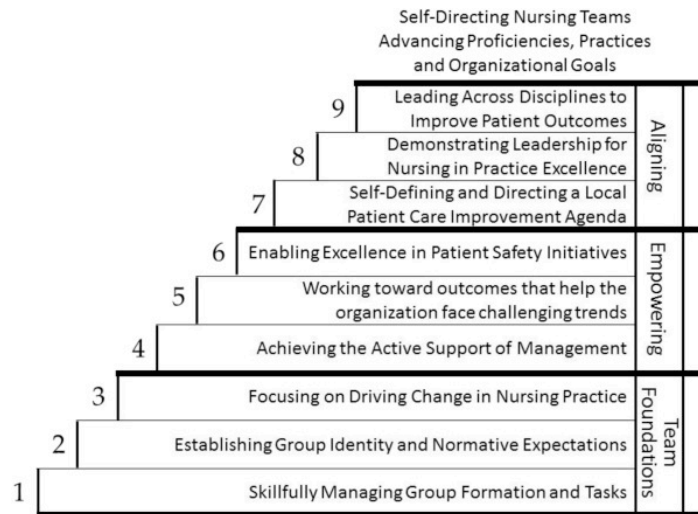 Self-Directing Nursing Teams
Advancing Proficiencies, Practices
and Organizational Goals
9
Leading Across Disciplines to
Improve Patient Outcomes
8
Demonstrating Leadership for
Nursing in Practice Excellence
7
Self-Defining and Directing a Local
Patient Care Improvement Agenda
Aligning
6
Enabling Excellence in Patient Safety Initiatives
5
Working toward outcomes that help the
organization face challenging trends
4
Achieving the Active Support of Management
Empowering
3
Focusing on Driving Change in Nursing Practice
2
Establishing Group Identity and Normative Expectations
1
Skillfully Managing Group Formation and Tasks
Team
Foundations